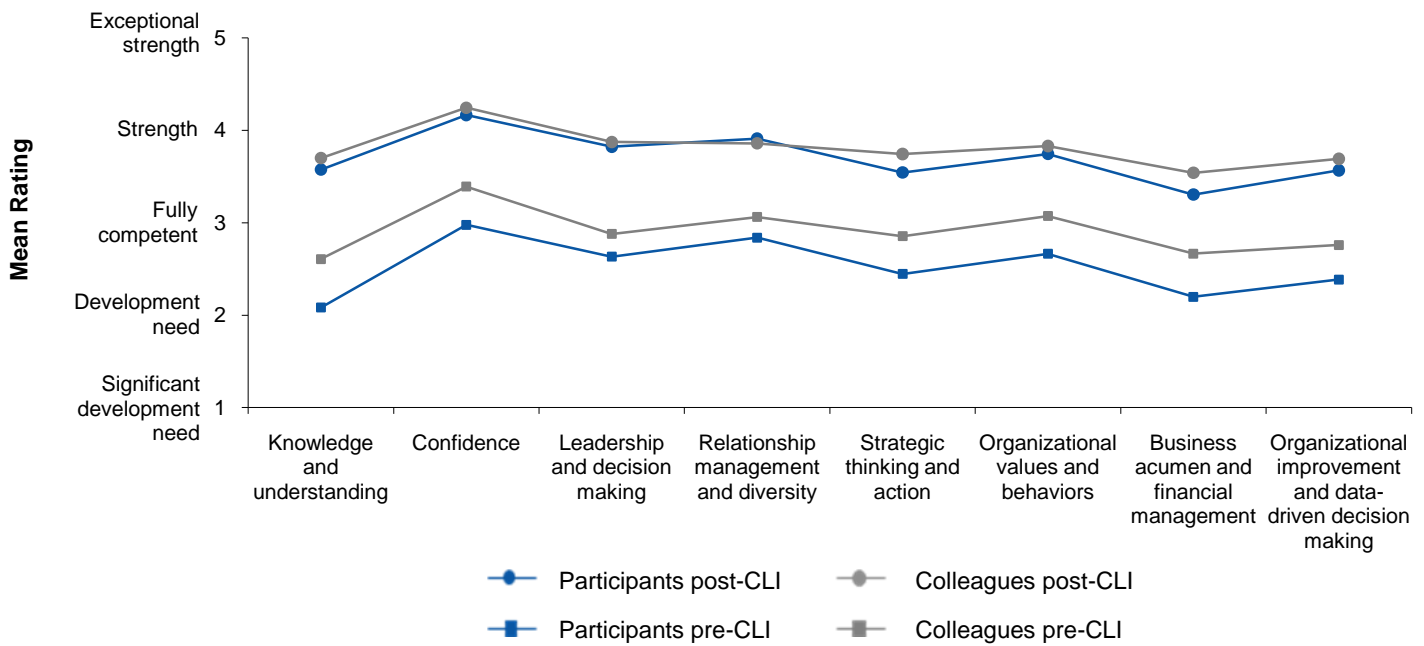 Mean Rating
Exceptional
strength
5
Strength
4
Fully
competent
3
Development
need
2
Significant
development
need
1
Knowledge
and
understanding
Confidence
Leadership
and decision
making
Relationship
management
and diversity
Strategic
thinking and
action
Organizational
values and
behaviors
Business
acumen and
financial
management
Organizational
improvement
and data-
driven decision
making
Participants post-CLI
Colleagues post-CLI
Participants pre-CLI
Colleagues pre-CLI